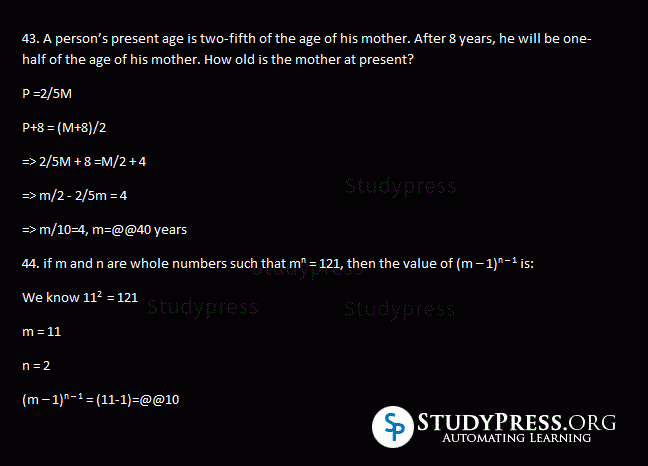 43. A person's present age is two-fifth of the age of his mother. After 8 years, he will be one-
half of the age of his mother. How old is the mother at present?
P =2/5M
P+8 = (M+8)/2
=> 2/5M + 8 =M/2 + 4
=> m/2 - 2/5m = 4
Studypress
=> m/10=4, m=@@40 years
44. if m and n are whole numbers such that mⁿ = 121, then the value of (m – 1)ⁿ⁻¹ is:
Studypress
We know 11² = 121
Studypress
Studypress
m = 11
n = 2
(m – 1)ⁿ⁻¹ = (11-1)=@@10
SP STUDYPRESS.ORG
AUTOMATING LEARNING